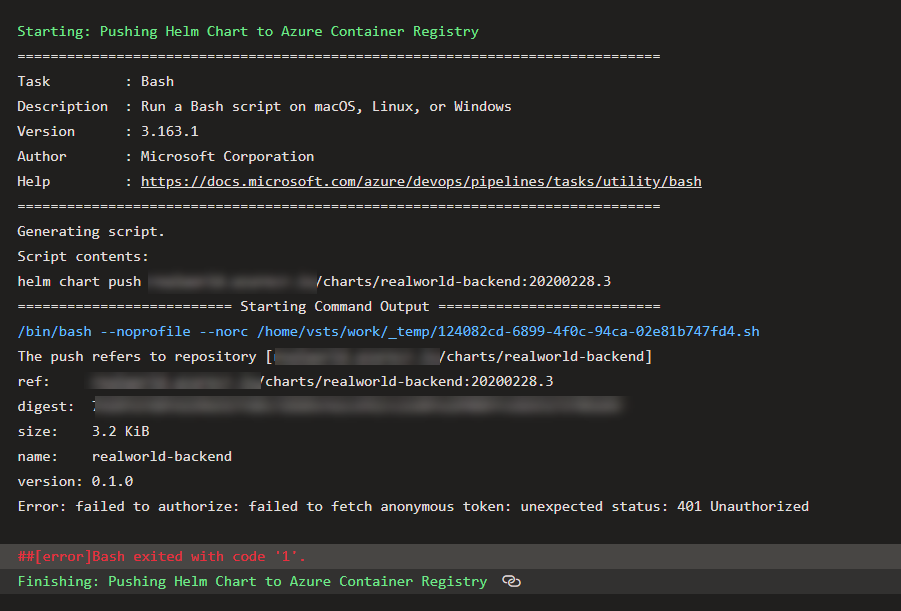 Starting: Pushing Helm Chart to Azure Container Registry
==============================================================================
Task         : Bash
Description  : Run a Bash script on macOS, Linux, or Windows
Version      : 3.163.1
Author       : Microsoft Corporation
Help         : https://docs.microsoft.com/azure/devops/pipelines/tasks/utility/bash
==============================================================================
Generating script.
Script contents:
helm chart push /charts/realworld-backend:20200228.3
========================== Starting Command Output ===========================
/bin/bash --noprofile --norc /home/vsts/work/_temp/124082cd-6899-4f0c-94ca-02e81b747fd4.sh
The push refers to repository [/charts/realworld-backend]
ref:     /charts/realworld-backend:20200228.3
digest:
size:    3.2 KiB
name:    realworld-backend
version: 0.1.0
Error: failed to authorize: failed to fetch anonymous token: unexpected status: 401 Unauthorized
##[error]Bash exited with code '1'.
Finishing: Pushing Helm Chart to Azure Container Registry